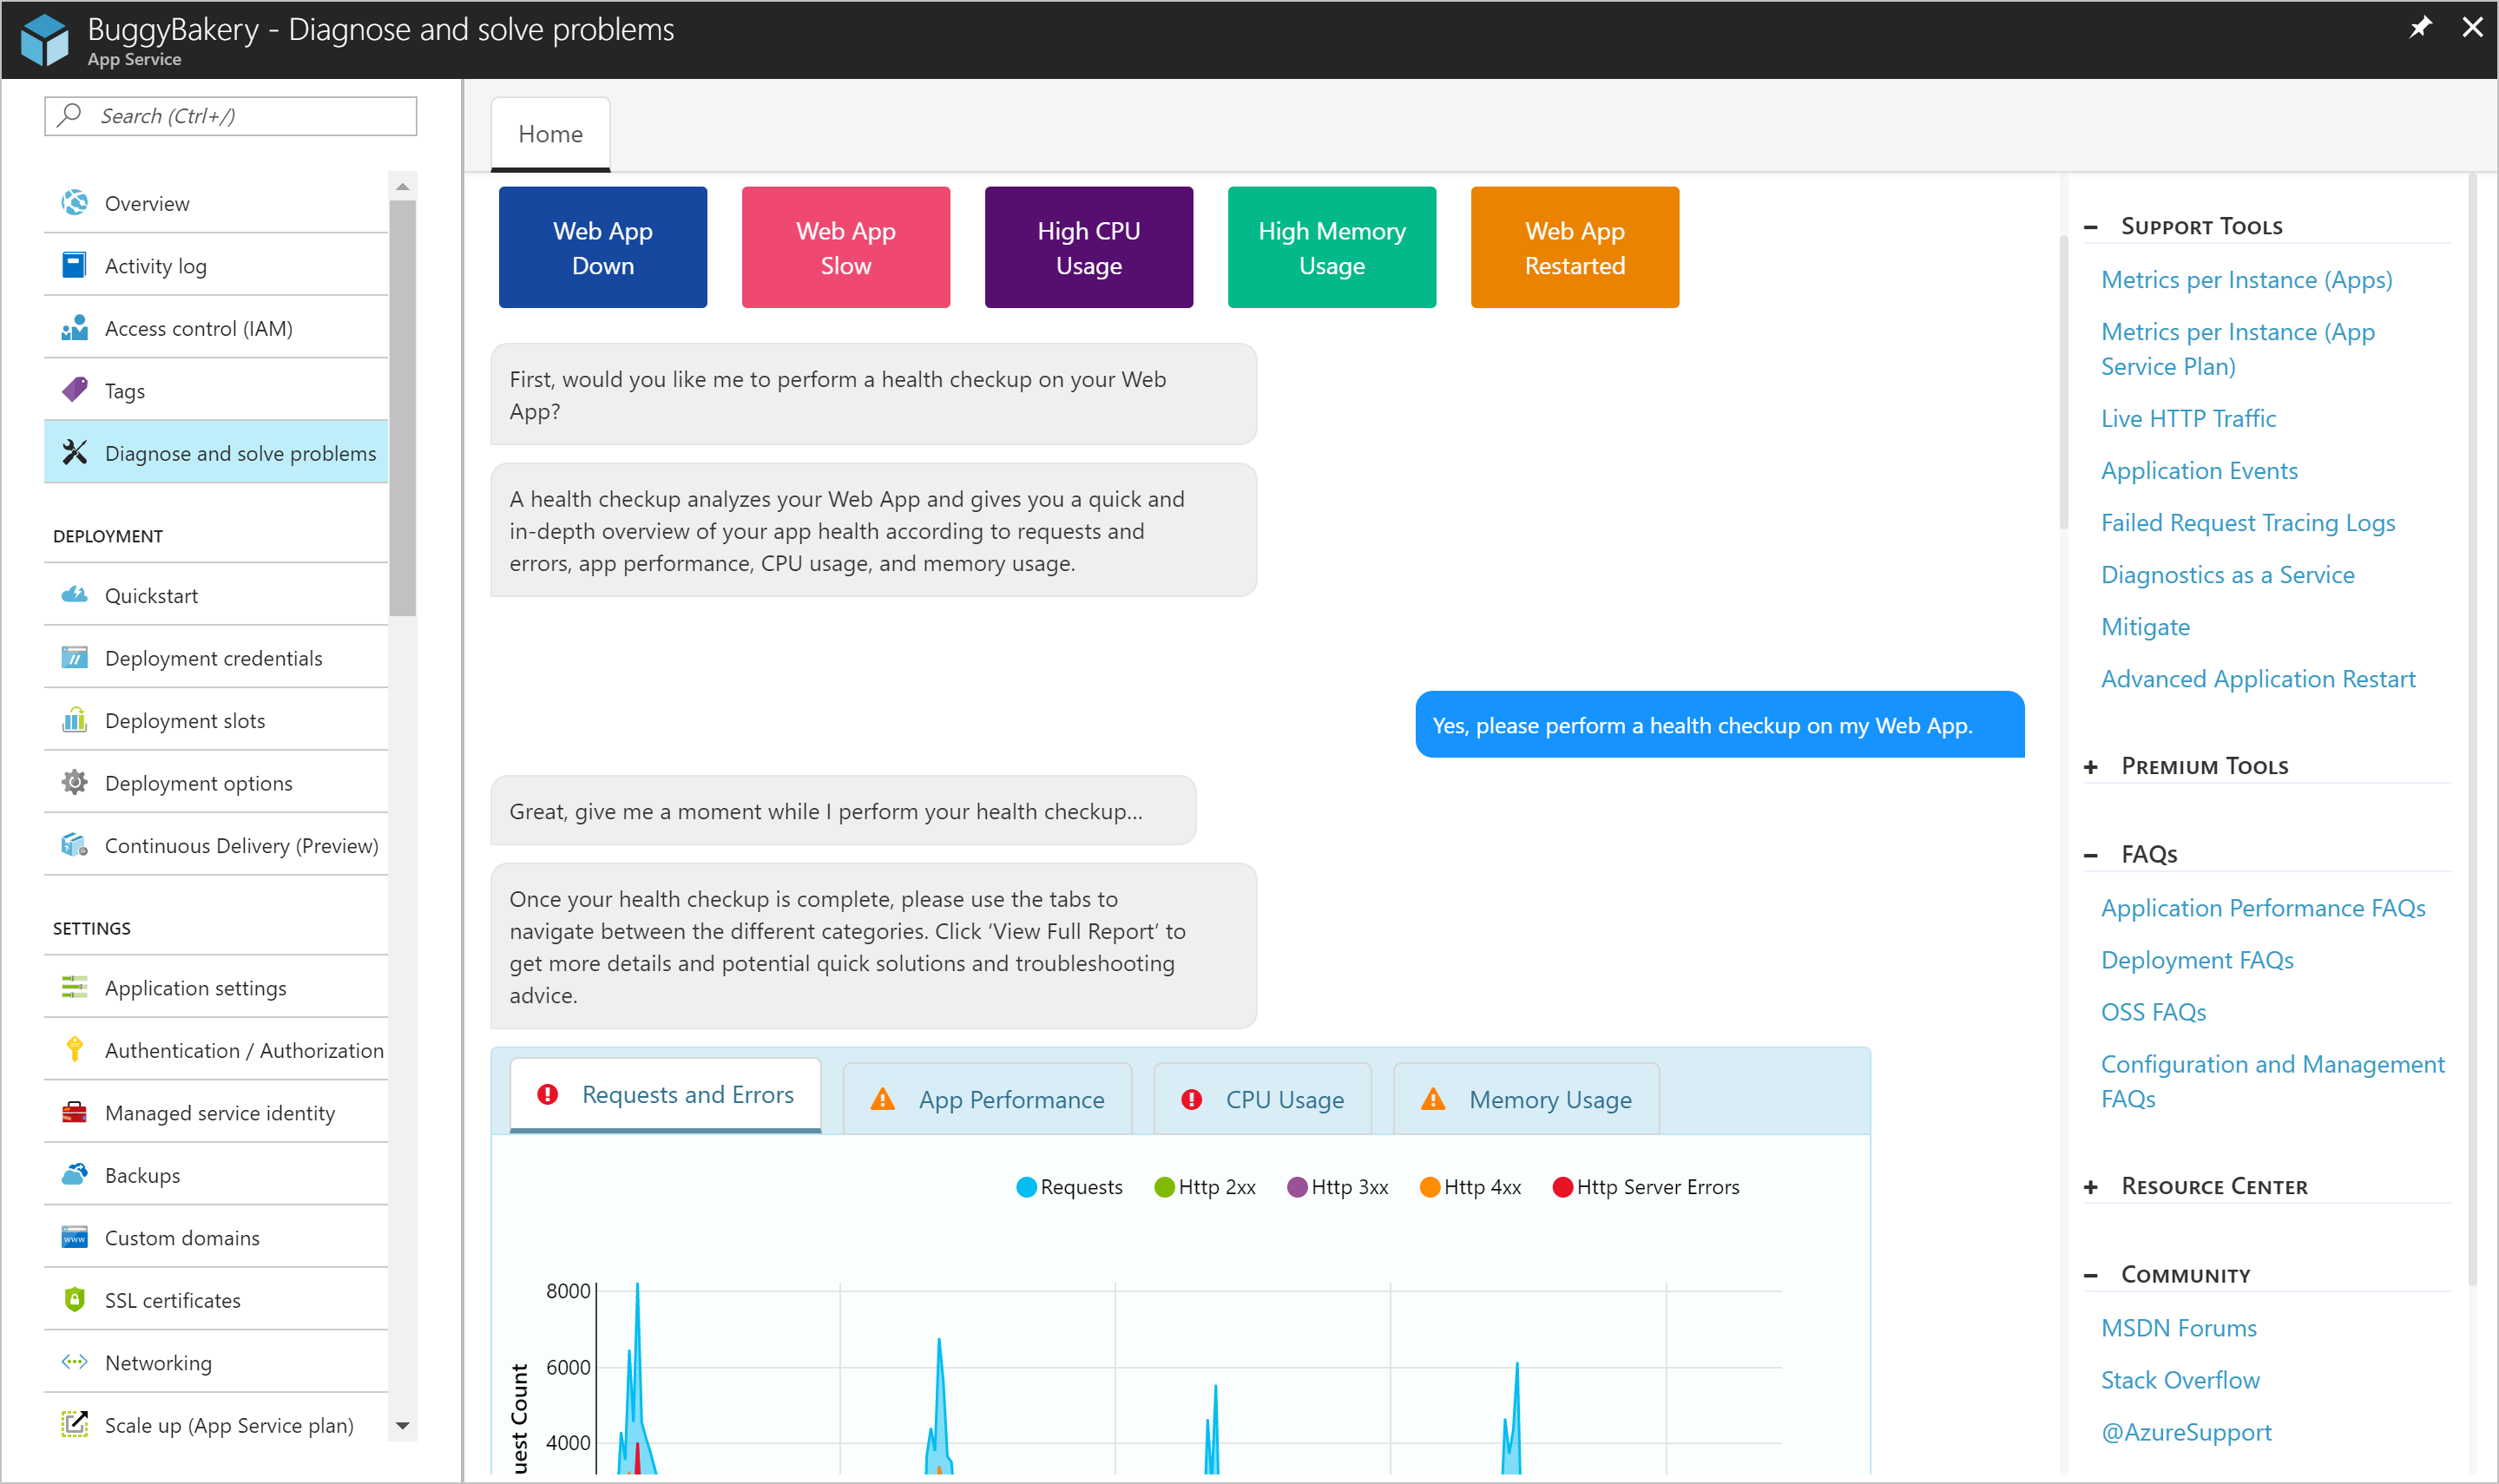 BuggyBakery - Diagnose and solve problems
App Service
Search (Ctrl+/)
Overview
Activity log
Access control (IAM)
Tags
Diagnose and solve problems
DEPLOYMENT
Quickstart
Deployment credentials
Deployment slots
Deployment options
Continuous Delivery (Preview)
SETTINGS
Application settings
Authentication / Authorization
Managed service identity
Backups
www
Custom domains
SSL certificates
Networking
Scale up (App Service plan)
Home
Web App
Down
Web App
Slow
High CPU
Usage
High Memory
Usage
Web App
Restarted
First, would you like me to perform a health checkup on your Web
App?
A health checkup analyzes your Web App and gives you a quick and
in-depth overview of your app health according to requests and
errors, app performance, CPU usage, and memory usage.
Yes, please perform a health checkup on my Web App.
Great, give me a moment while I perform your health checkup...
Once your health checkup is complete, please use the tabs to
navigate between the different categories. Click ‘View Full Report’ to
get more details and potential quick solutions and troubleshooting
advice.
Requests and Errors
App Performance
CPU Usage
Memory Usage
Requests
Http 2xx
Http 3xx
Http 4xx
Http Server Errors
8000
6000
4000
uest Count
− SUPPORT TOOLS
Metrics per Instance (Apps)
Metrics per Instance (App
Service Plan)
Live HTTP Traffic
Application Events
Failed Request Tracing Logs
Diagnostics as a Service
Mitigate
Advanced Application Restart
+ PREMIUM TOOLS
− FAQs
Application Performance FAQs
Deployment FAQs
OSS FAQs
Configuration and Management
FAQs
+ RESOURCE CENTER
− COMMUNITY
MSDN Forums
Stack Overflow
@AzureSupport